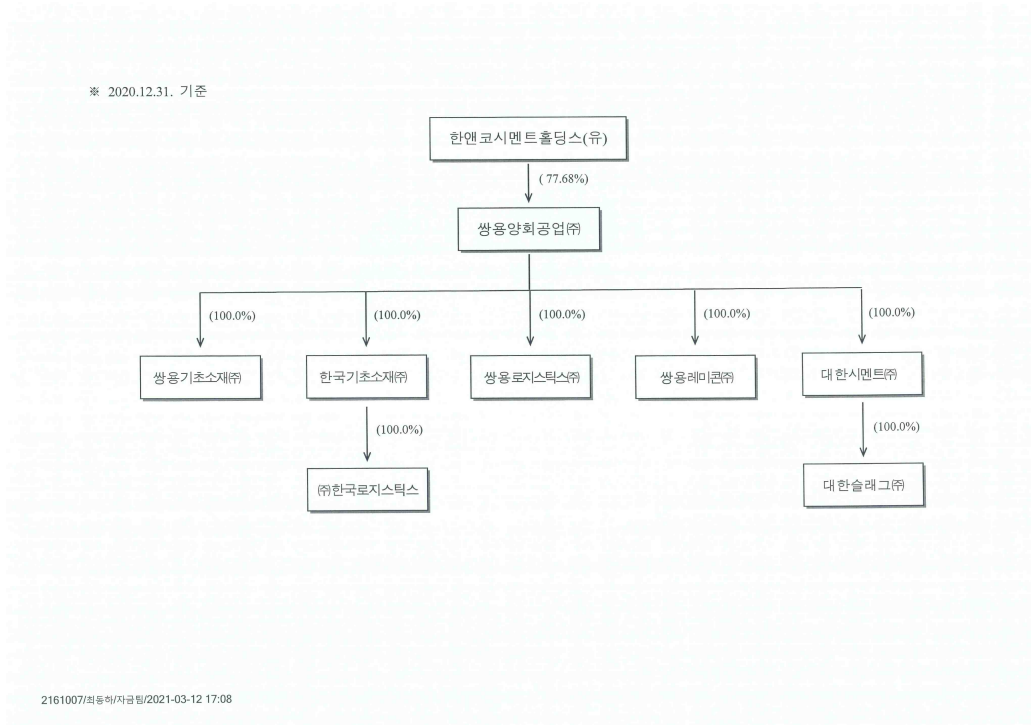 ※ 2020.12.31. 기준
한앤코시멘트홀딩스(유)
( 77.68%)
쌍용양회공업㈜
(100.0%)
(100.0%)
(100.0%)
(100.0%)
(100.0%)
쌍용기초소재㈜
한국기초소재㈜
쌍용로지스틱스㈜
쌍용레미콘㈜
대한시멘트㈜
(100.0%)
(100.0%)
㈜한국로지스틱스
대한슬래그㈜
2161007/최동하/자금팀/2021-03-12 17:08